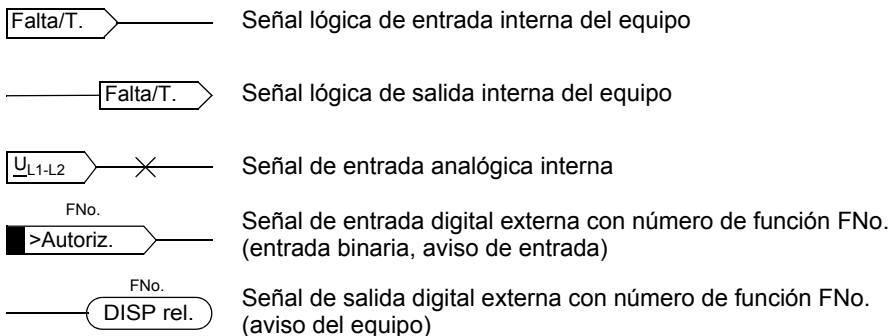 Falta/T. Señal lógica de entrada interna del equipo
Falta/T. Señal lógica de salida interna del equipo
UL1-L2 Señal de entrada analógica interna
FNo.
>Autoriz. Señal de entrada digital externa con número de función FNo.
(entrada binaria, aviso de entrada)
FNo.
DISP rel. Señal de salida digital externa con número de función FNo.
(aviso del equipo)